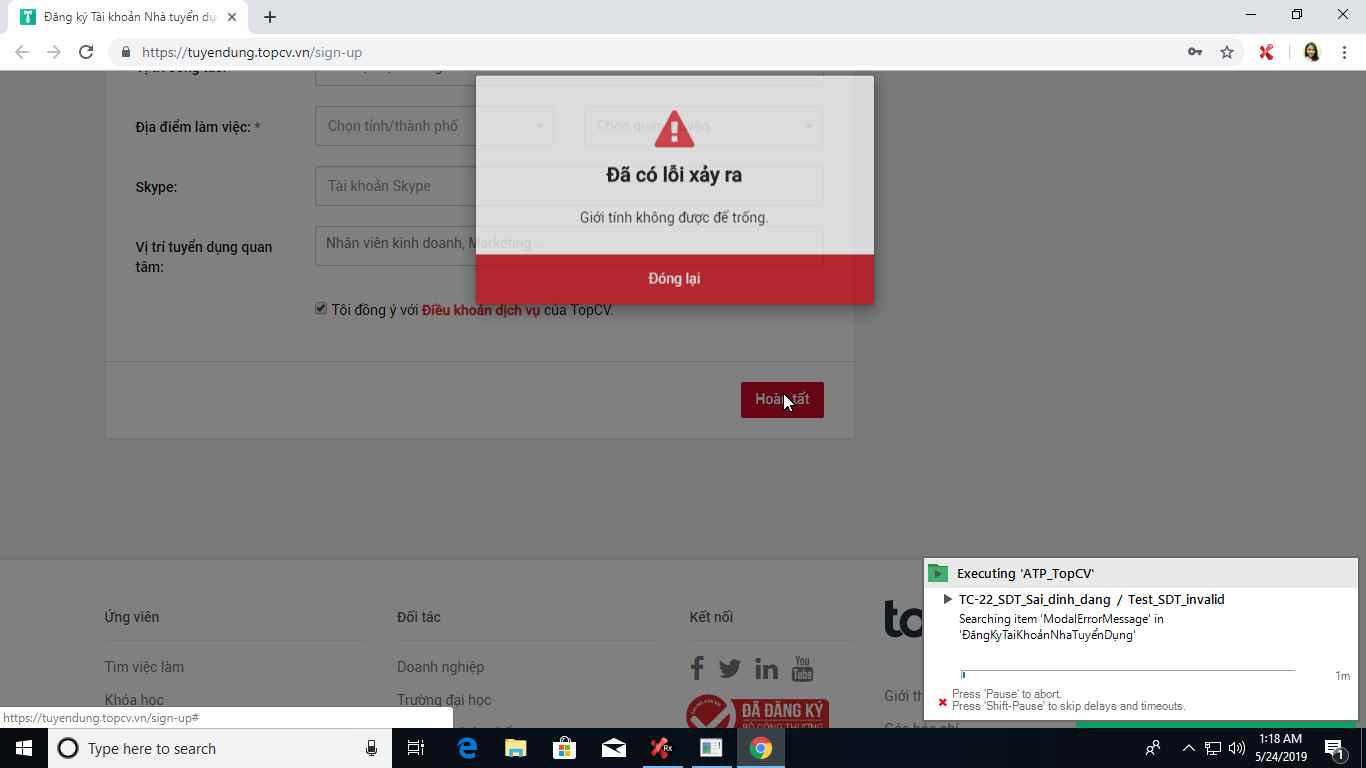 Đăng ký Tài khoản Nhà tuyển dụ
https://tuyendung.topcv.vn/sign-up
Địa điểm làm việc: *
Chọn tỉnh/thành phố
Đã có lỗi xảy ra
Skype:
Tài khoản Skype
Giới tính không được để trống.
Vị trí tuyển dụng quan
tâm:
Nhân viên kinh doanh, Marketing ...
Đóng lại
Tôi đồng ý với Điều khoản dịch vụ của TopCV.
Hoàn tất
Ứng viên
Đối tác
Kết nối
Tìm việc làm
Doanh nghiệp
You
Tube
Khóa học
Trường đại học
ĐÃ ĐĂNG KÝ
BỘ CÔNG THƯƠNG
to
Giới th
https://tuyendung.topcv.vn/sign-up#
Executing 'ATP_TopCV'
TC-22_SDT_Sai_dinh_dang / Test_SDT_invalid
Searching item 'ModalErrorMessage' in
'ĐăngKyTaiKhoảnNhaTuyểnDụng'
1m
Press 'Pause' to abort.
Press 'Shift-Pause' to skip delays and timeouts.
Type here to search
Rx
1:18 AM
5/24/2019
1